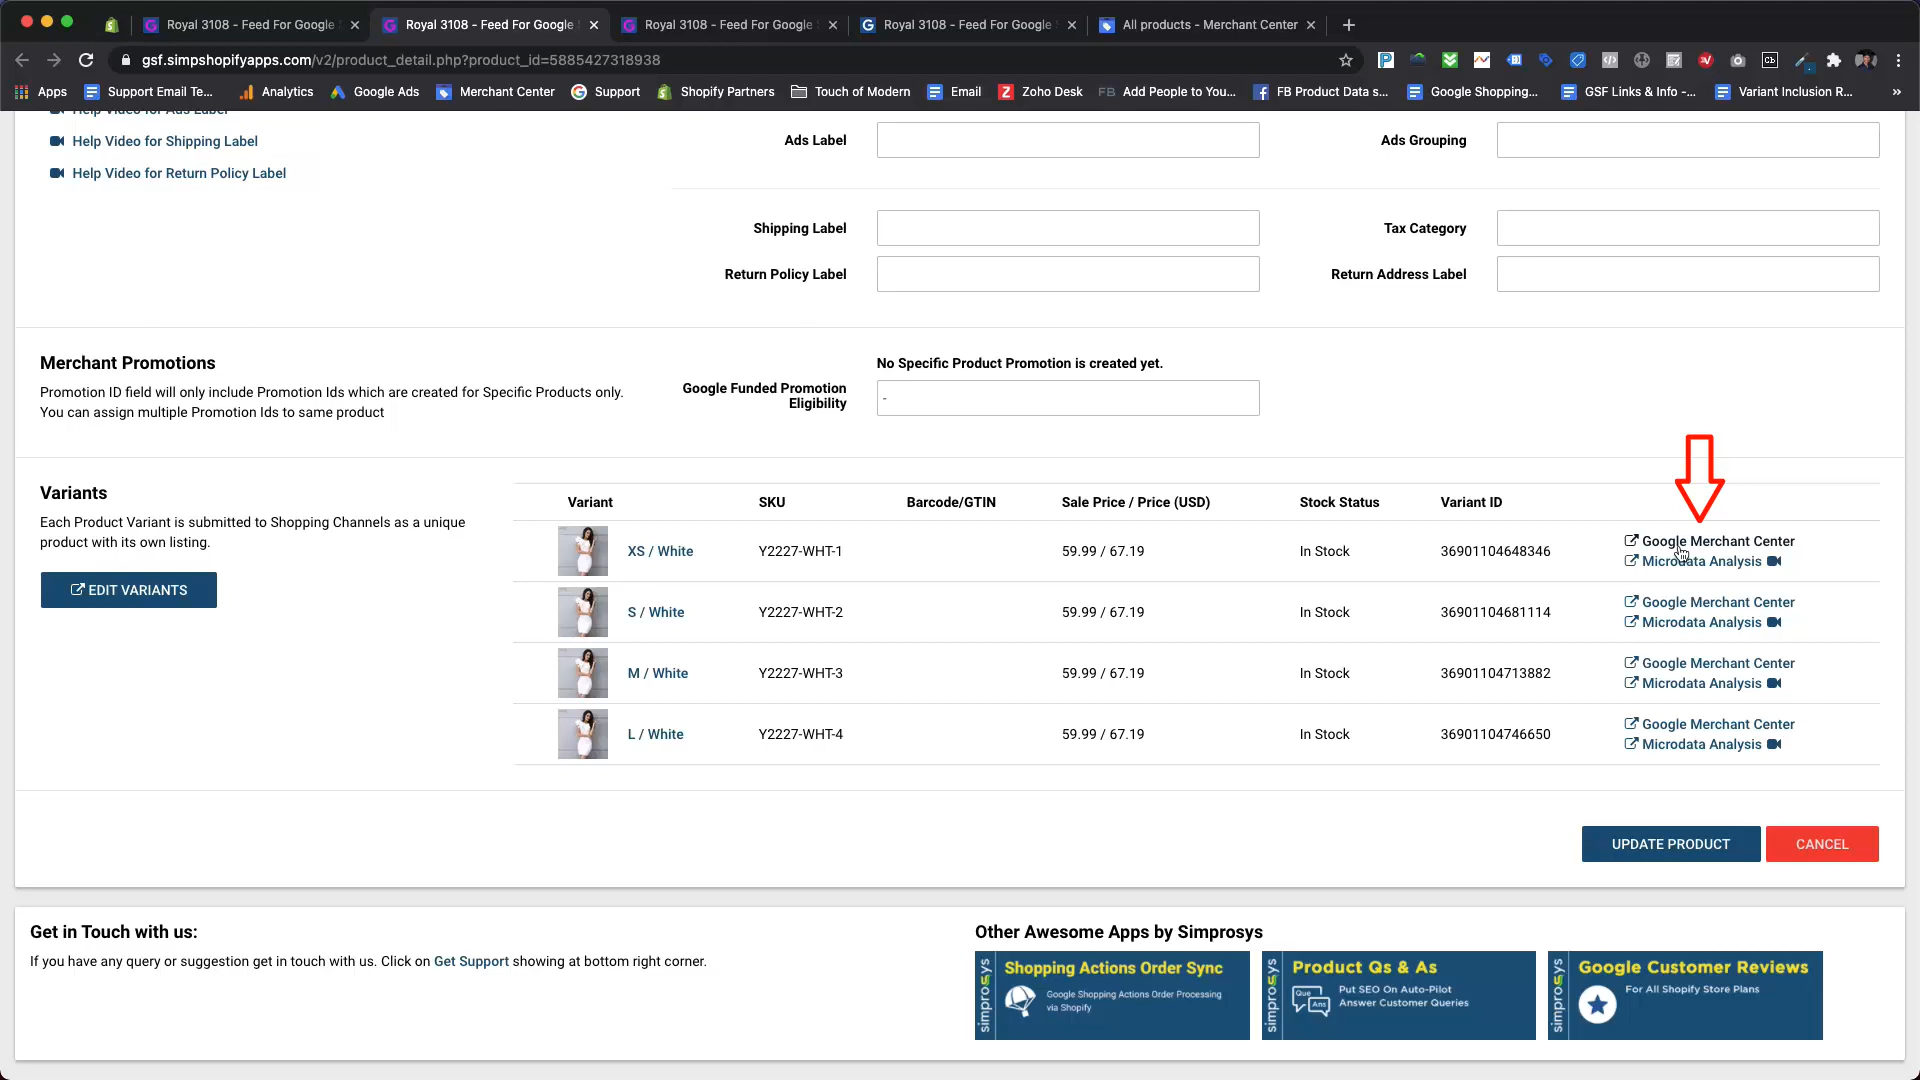 Royal 3108 - Feed For Google
Royal 3108 - Feed For Google
Royal 3108 - Feed For Google
Royal 3108 - Feed For Google
All products - Merchant Center
gsf.simpshopifyapps.com/v2/product_detail.php?product_id=5885427318938
Apps
Support Email Te...
Analytics
Google Ads
Merchant Center
Support
Shopify Partners
Touch of Modern
Email
Zoho Desk
FB Add People to You...
FB Product Data s...
Google Shopping...
GSF Links & Info -...
Variant Inclusion R...
»
Help Video for Ads Label
Help Video for Shipping Label
Help Video for Return Policy Label
Ads Label
Ads Grouping
Shipping Label
Tax Category
Return Policy Label
Return Address Label
Merchant Promotions
Promotion ID field will only include Promotion Ids which are created for Specific Products only.
You can assign multiple Promotion Ids to same product
No Specific Product Promotion is created yet.
Google Funded Promotion
Eligibility
-
Variants
Each Product Variant is submitted to Shopping Channels as a unique
product with its own listing.
EDIT VARIANTS
Variant SKU Barcode/GTIN Sale Price / Price (USD) Stock Status Variant ID
XS / White Y2227-WHT-1 59.99 / 67.19 In Stock 36901104648346 Google Merchant Center
Microdata Analysis
S / White Y2227-WHT-2 59.99 / 67.19 In Stock 36901104681114 Google Merchant Center
Microdata Analysis
M / White Y2227-WHT-3 59.99 / 67.19 In Stock 36901104713882 Google Merchant Center
Microdata Analysis
L / White Y2227-WHT-4 59.99 / 67.19 In Stock 36901104746650 Google Merchant Center
Microdata Analysis
UPDATE PRODUCT
CANCEL
Get in Touch with us:
If you have any query or suggestion get in touch with us. Click on Get Support showing at bottom right corner.
Other Awesome Apps by Simprosys
simprosys
Shopping Actions Order Sync
Google Shopping Actions Order Processing
via Shopify
simprosys
Product Qs & As
Que
Ans
Put SEO On Auto-Pilot
Answer Customer Queries
simprosys
Google Customer Reviews
For All Shopify Store Plans